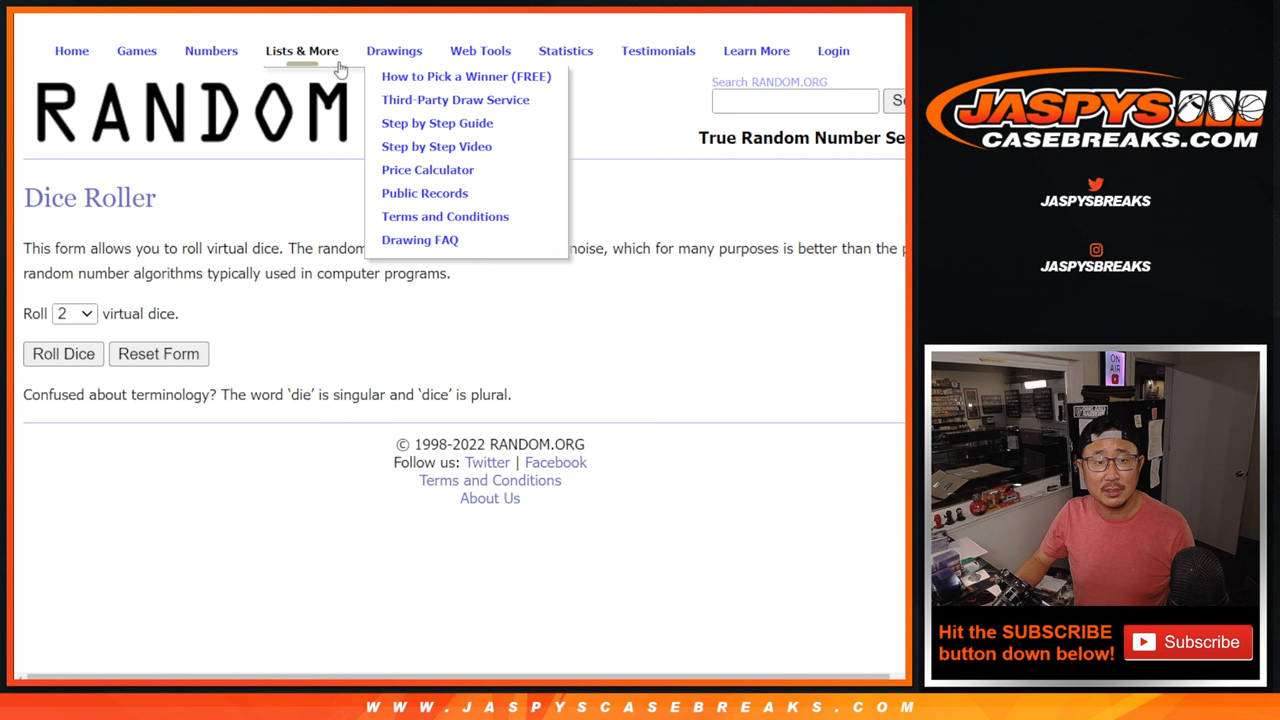 Home Games Numbers Lists & More Drawings Web Tools Statistics Testimonials Learn More Login
How to Pick a Winner (FREE)
Third-Party Draw Service
Step by Step Guide
Step by Step Video
Price Calculator
Public Records
Terms and Conditions
Drawing FAQ
RANDOM
Search RANDOM.ORG
Se
True Random Number Se
Dice Roller
This form allows you to roll virtual dice. The random noise, which for many purposes is better than the p
random number algorithms typically used in computer programs.
Roll 2 virtual dice.
Roll Dice Reset Form
Confused about terminology? The word ‘die’ is singular and ‘dice’ is plural.
© 1998-2022 RANDOM.ORG
Follow us: Twitter | Facebook
Terms and Conditions
About Us
JASPYS
CASEBREAKS.COM
JASPYSBREAKS
JASPYSBREAKS
ON
AIR
Hit the SUBSCRIBE
button down below!
Subscribe
WWW.JASPYSCASEBREAKS.COM